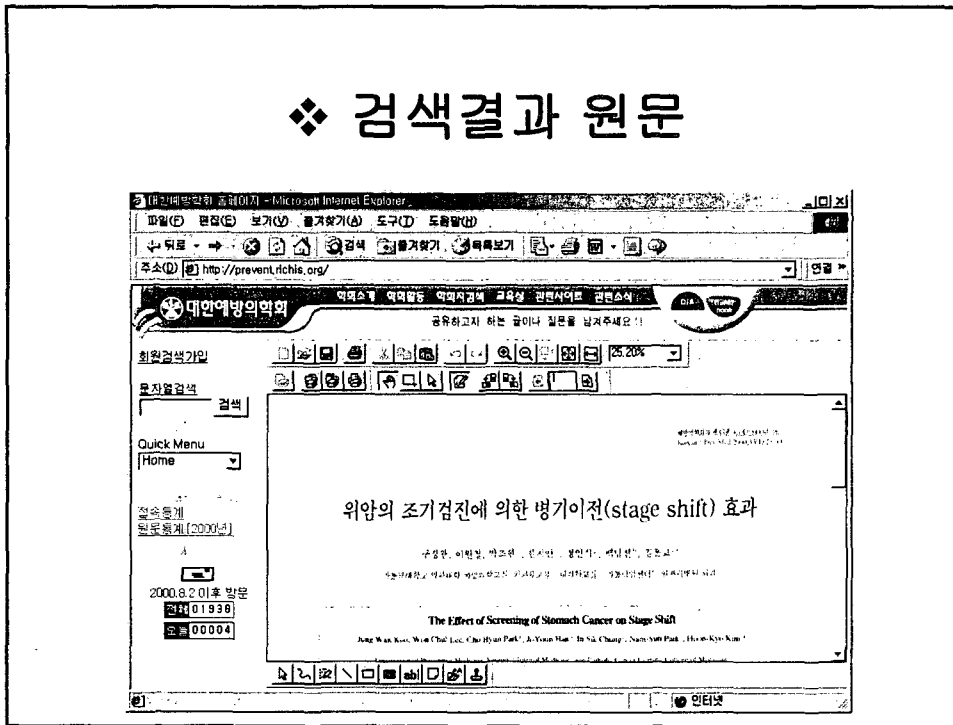 ❖ 검색결과 원문
대한예방의학회 홈페이지 - Microsoft Internet Explorer
파일(F) 편집(E) 보기(V) 즐겨찾기(A) 도구(T) 도움말(H)
뒤로 검색 즐겨찾기 목록보기
주소(D) http://prevent.richis.org/ 연결 »
대한예방의학회
학회소개 학회활동 학회지검색 교육상 관련사이트 관련소식
공유하고자 하는 글이나 질문을 남겨주세요!!
회원검색가입
25.20%
문자열검색
검색
1
Quick Menu
Home
위암의 조기검진에 의한 병기이전(stage shift) 효과
접속통계
원문통계[2000년]
2000.8.2 이후 방문
전체 01938
오늘 00004
The Effect of Screening of Stomach Cancer on Stage Shift
인터넷